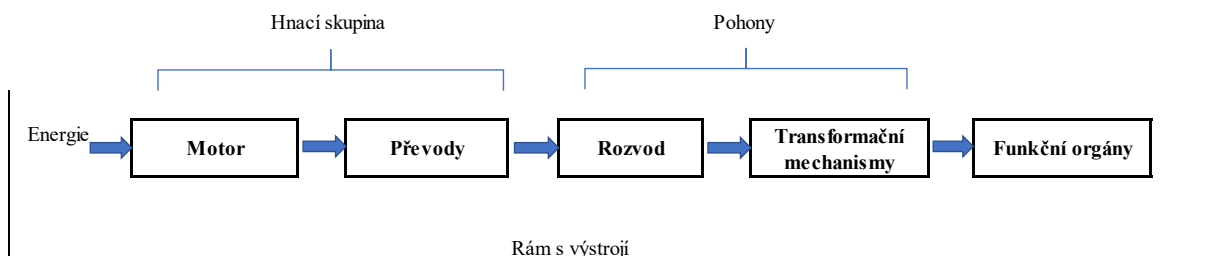 Hnací skupina
Pohony
Energie
Motor
Převody
Rozvod
Transformační
mechanismy
Funkční orgány
Rám s výstrojí